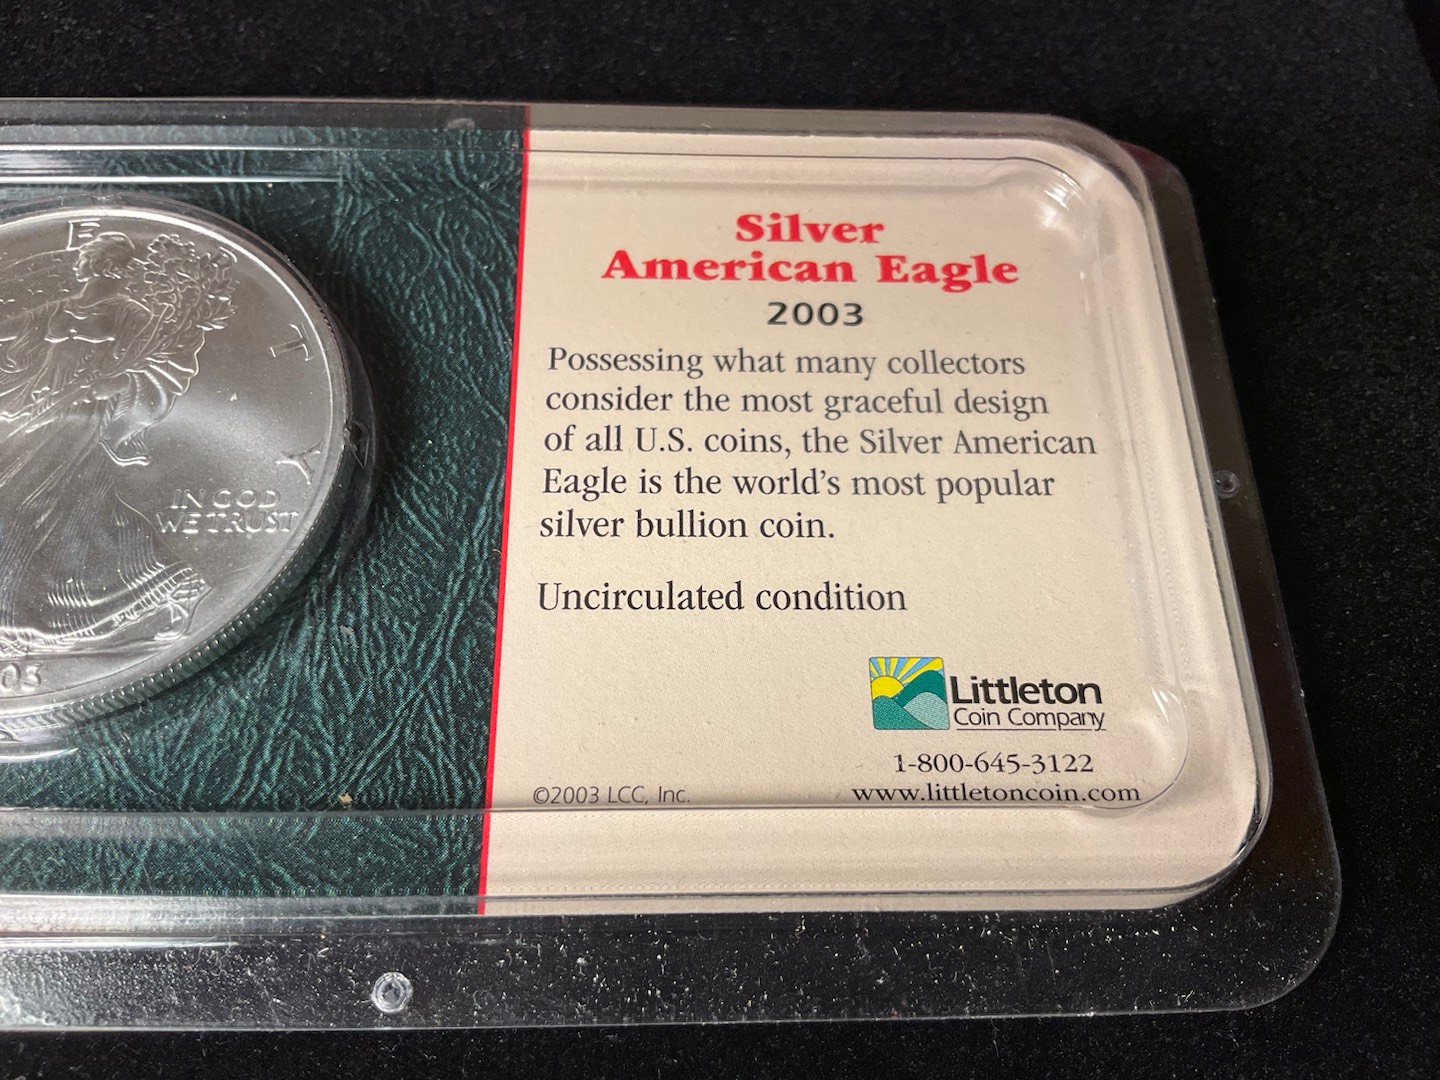 E R T Y
IN GOD
WE TRUST
03
Silver
American Eagle
2003
Possessing what many collectors
consider the most graceful design
of all U.S. coins, the Silver American
Eagle is the world's most popular
silver bullion coin.
Uncirculated condition
Littleton
Coin Company
1-800-645-3122
©2003 LCC, Inc.
www.littletoncoin.com